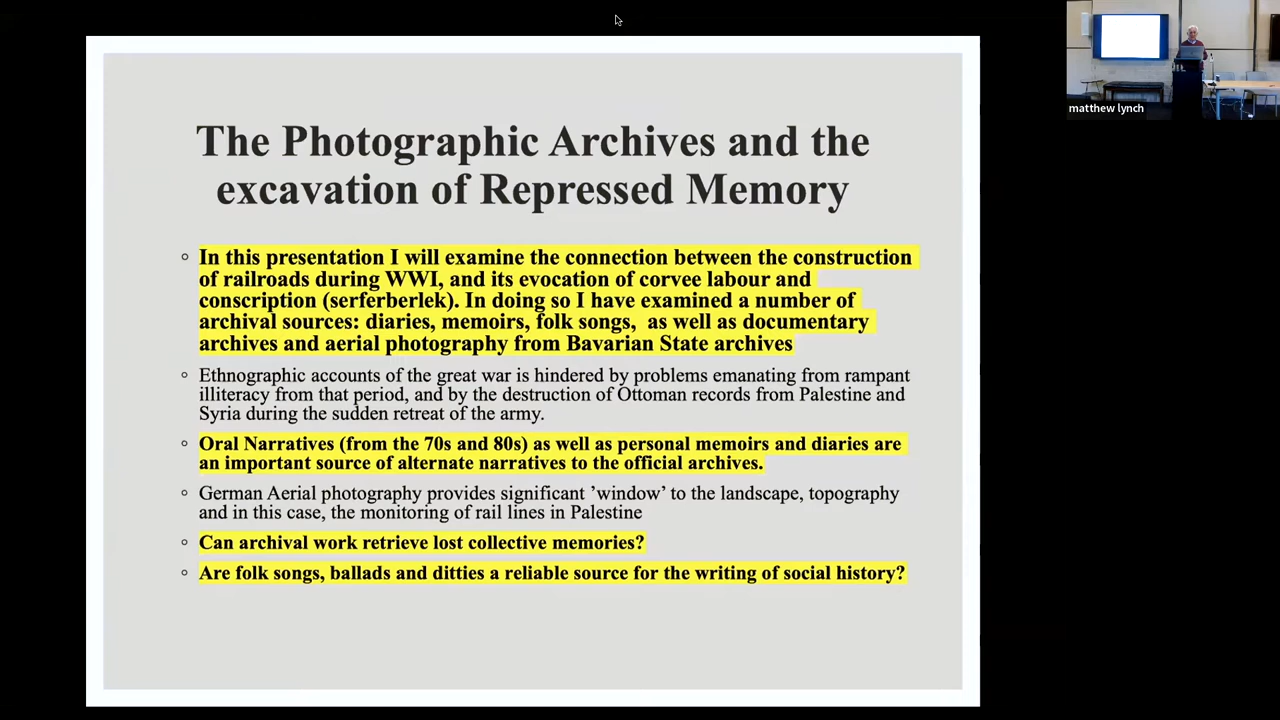 The Photographic Archives and the
excavation of Repressed Memory
◦ In this presentation I will examine the connection between the construction
of railroads during WWI, and its evocation of corvee labour and
conscription (serferberlek). In doing so I have examined a number of
archival sources: diaries, memoirs, folk songs, as well as documentary
archives and aerial photography from Bavarian State archives
◦ Ethnographic accounts of the great war is hindered by problems emanating from rampant
illiteracy from that period, and by the destruction of Ottoman records from Palestine and
Syria during the sudden retreat of the army.
◦ Oral Narratives (from the 70s and 80s) as well as personal memoirs and diaries are
an important source of alternate narratives to the official archives.
◦ German Aerial photography provides significant ’window’ to the landscape, topography
and in this case, the monitoring of rail lines in Palestine
◦ Can archival work retrieve lost collective memories?
◦ Are folk songs, ballads and ditties a reliable source for the writing of social history?
matthew lynch